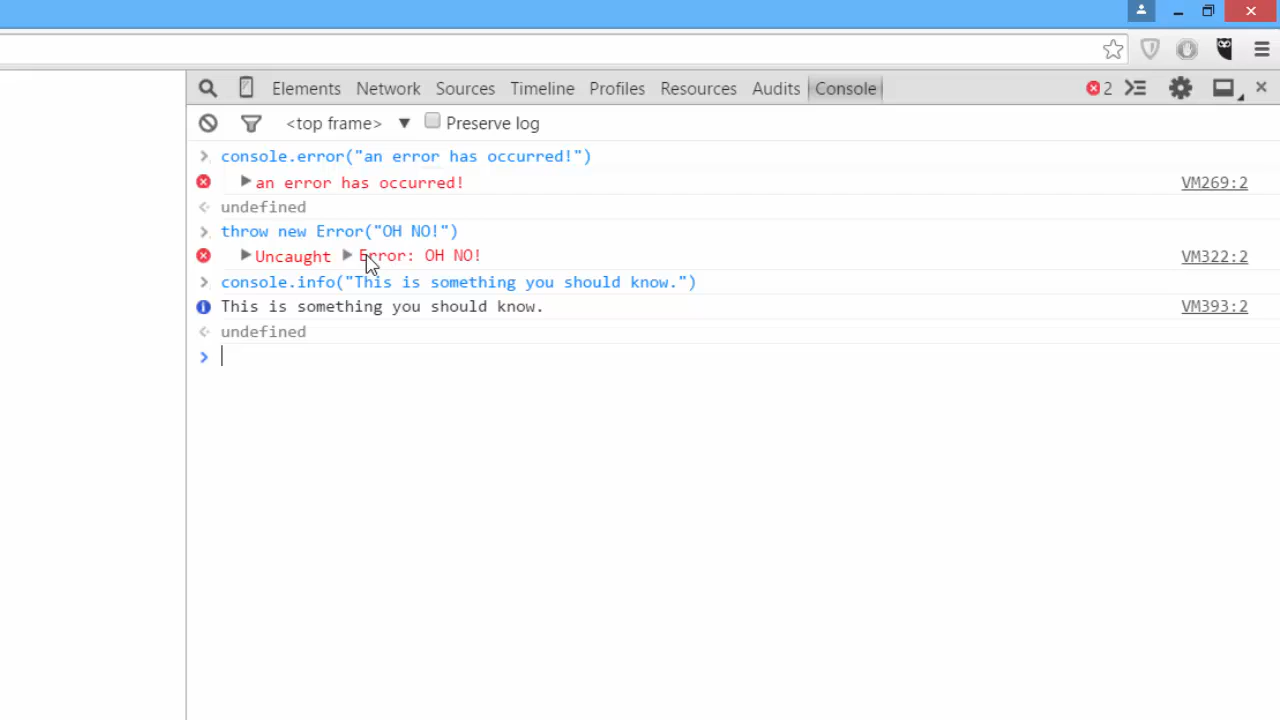 Elements Network Sources Timeline Profiles Resources Audits Console 2
<top frame> Preserve log
console.error("an error has occurred!")
an error has occurred! VM269:2
undefined
throw new Error("OH NO!")
Uncaught Error: OH NO! VM322:2
console.info("This is something you should know.")
This is something you should know. VM393:2
undefined